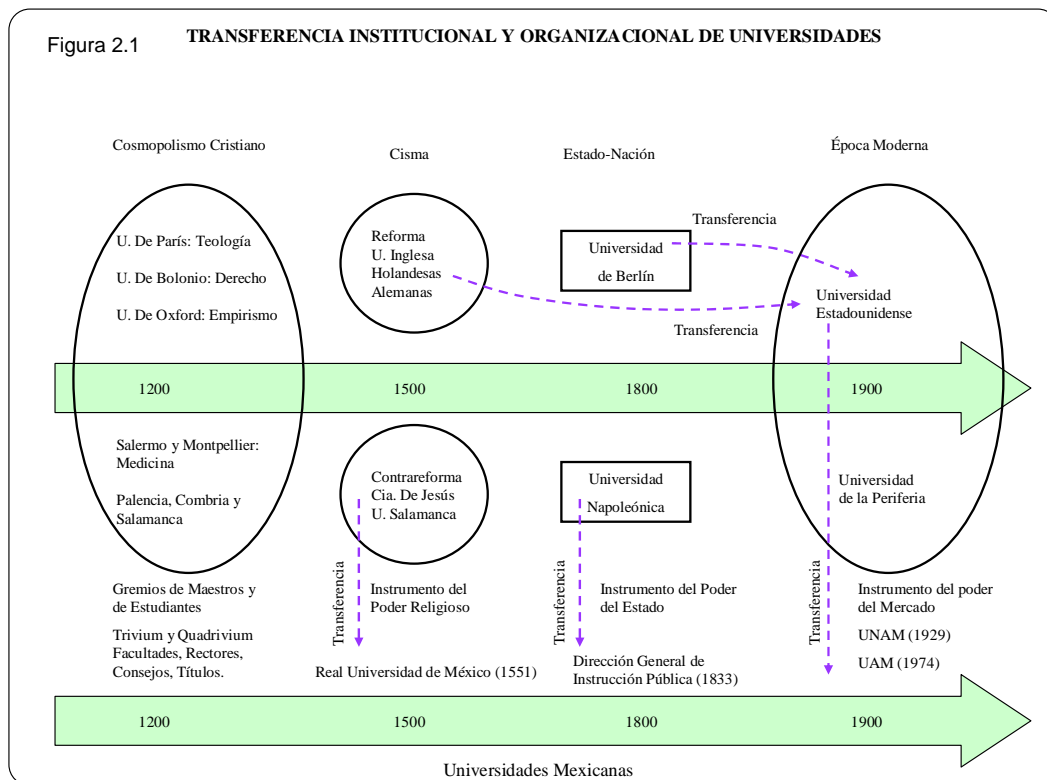 Figura 2.1
TRANSFERENCIA INSTITUCIONAL Y ORGANIZACIONAL DE UNIVERSIDADES
Cosmopolismo Cristiano
Cisma
Estado-Nación
Época Moderna
U. De París: Teología
U. De Bolonio: Derecho
U. De Oxford: Empirismo
Reforma
U. Inglesa
Holandesas
Alemanas
Universidad
de Berlín
Transferencia
Transferencia
Universidad
Estadounidense
1200
1500
1800
1900
Salermo y Montpellier:
Medicina
Palencia, Combria y
Salamanca
Contrareforma
Cia. De Jesús
U. Salamanca
Universidad
Napoleónica
Universidad
de la Periferia
Gremios de Maestros y
de Estudiantes
Trivium y Quadrivium
Facultades, Rectores,
Consejos, Títulos.
Transferencia
Instrumento del
Poder Religioso
Real Universidad de México (1551)
Transferencia
Instrumento del Poder
del Estado
Dirección General de
Instrucción Pública (1833)
Transferencia
Instrumento del poder
del Mercado
UNAM (1929)
UAM (1974)
1200
1500
1800
1900
Universidades Mexicanas